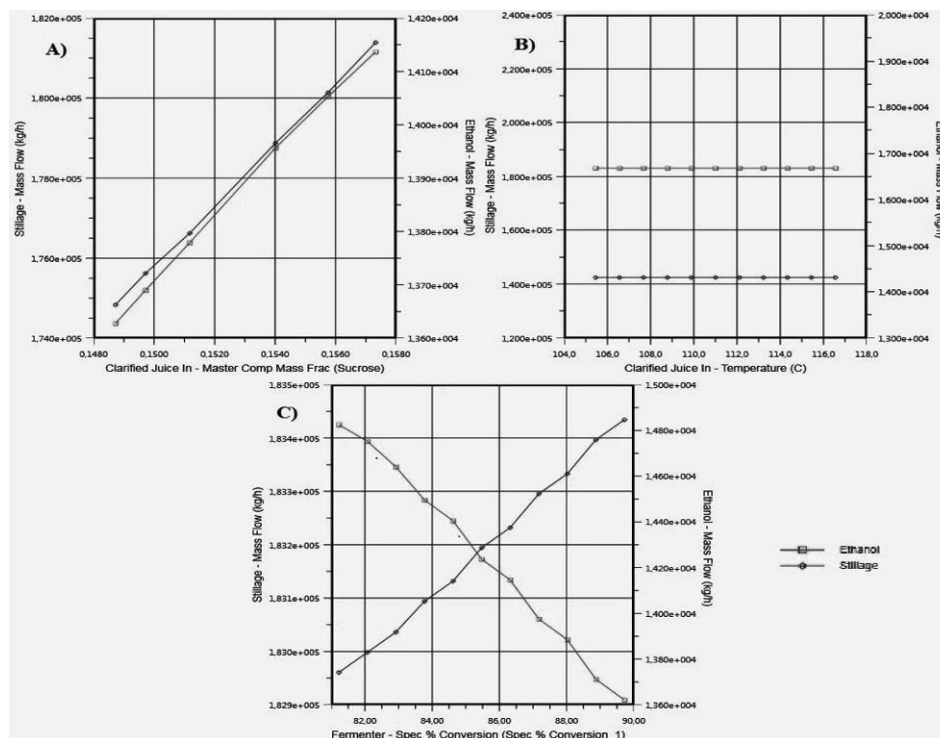 A)
1,820e+005
1,800e+005
1,780e+005
1,760e+005
1,740e+005
Stillage - Mass Flow (kg/h)
1,420e+004
1,410e+004
1,400e+004
1,390e+004
1,380e+004
1,370e+004
1,360e+004
Ethanol - Mass Flow (kg/h)
0,1480
0,1500
0,1520
0,1540
0,1560
0,1580
Clarified Juice In - Master Comp Mass Frac (Sucrose)
B)
2,400e+005
2,200e+005
2,000e+005
1,800e+005
1,600e+005
1,400e+005
1,200e+005
Stillage - Mass Flow (kg/h)
2,000e+004
1,900e+004
1,800e+004
1,700e+004
1,600e+004
1,500e+004
1,400e+004
1,300e+004
Ethanol - Mass Flow (kg/h)
104,0
106,0
108,0
110,0
112,0
114,0
116,0
118,0
Clarified Juice In - Temperature (C)
C)
1,835e+005
1,834e+005
1,833e+005
1,832e+005
1,831e+005
1,830e+005
1,829e+005
Stillage - Mass Flow (kg/h)
1,500e+004
1,480e+004
1,460e+004
1,440e+004
1,420e+004
1,400e+004
1,380e+004
1,360e+004
Ethanol - Mass Flow (kg/h)
82,00
84,00
86,00
88,00
90,00
Fermenter - Spec % Conversion (Spec % Conversion_1)
Ethanol
Stillage